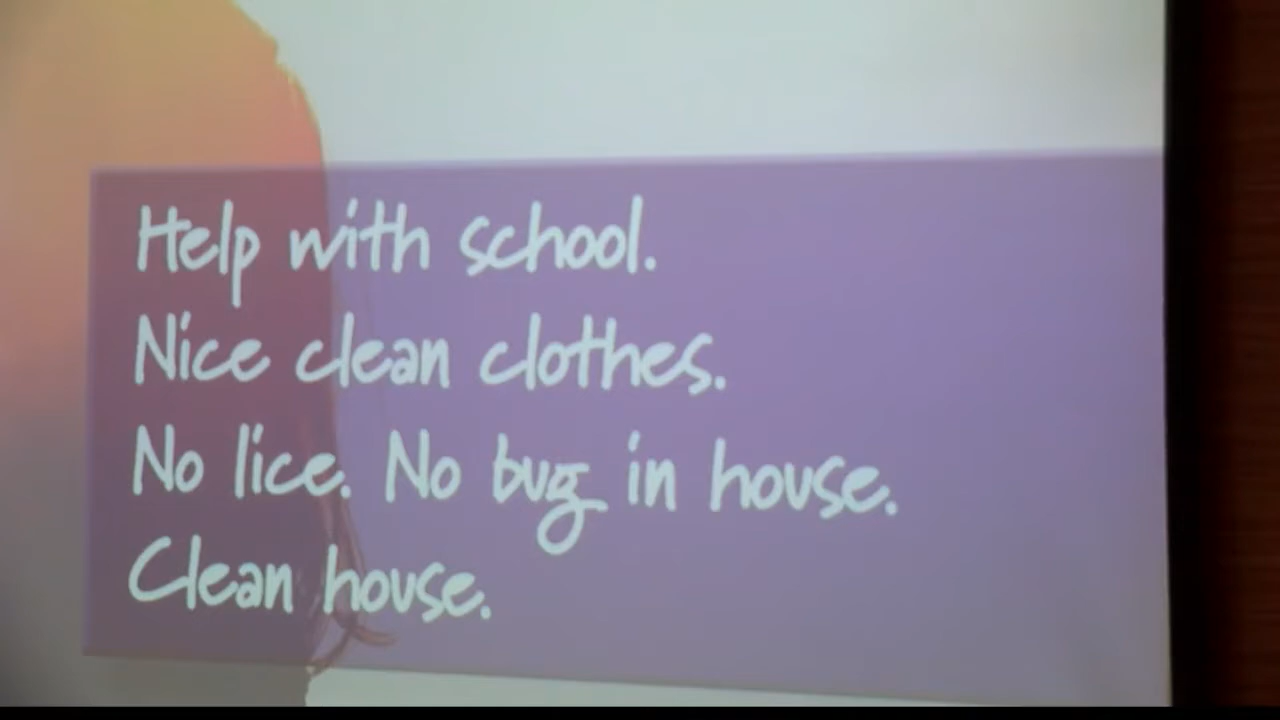 Help with school.
Nice clean clothes.
No lice. No bug in house.
Clean house.